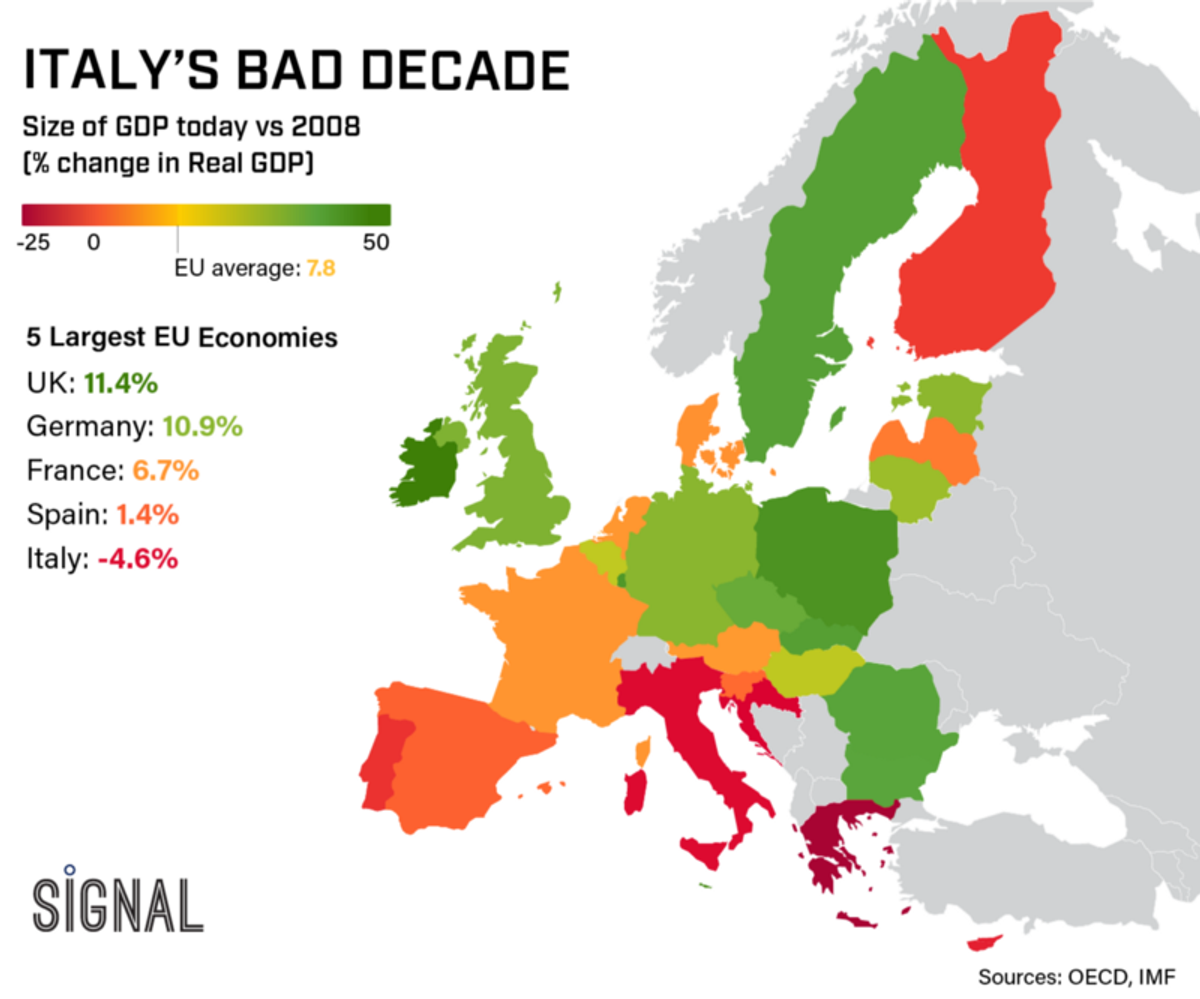 ITALY'S BAD DECADE
Size of GDP today vs 2008
(% change in Real GDP)
-25 0 50
EU average: 7.8
5 Largest EU Economies
UK: 11.4%
Germany: 10.9%
France: 6.7%
Spain: 1.4%
Italy: -4.6%
SIGNAL
Sources: OECD, IMF